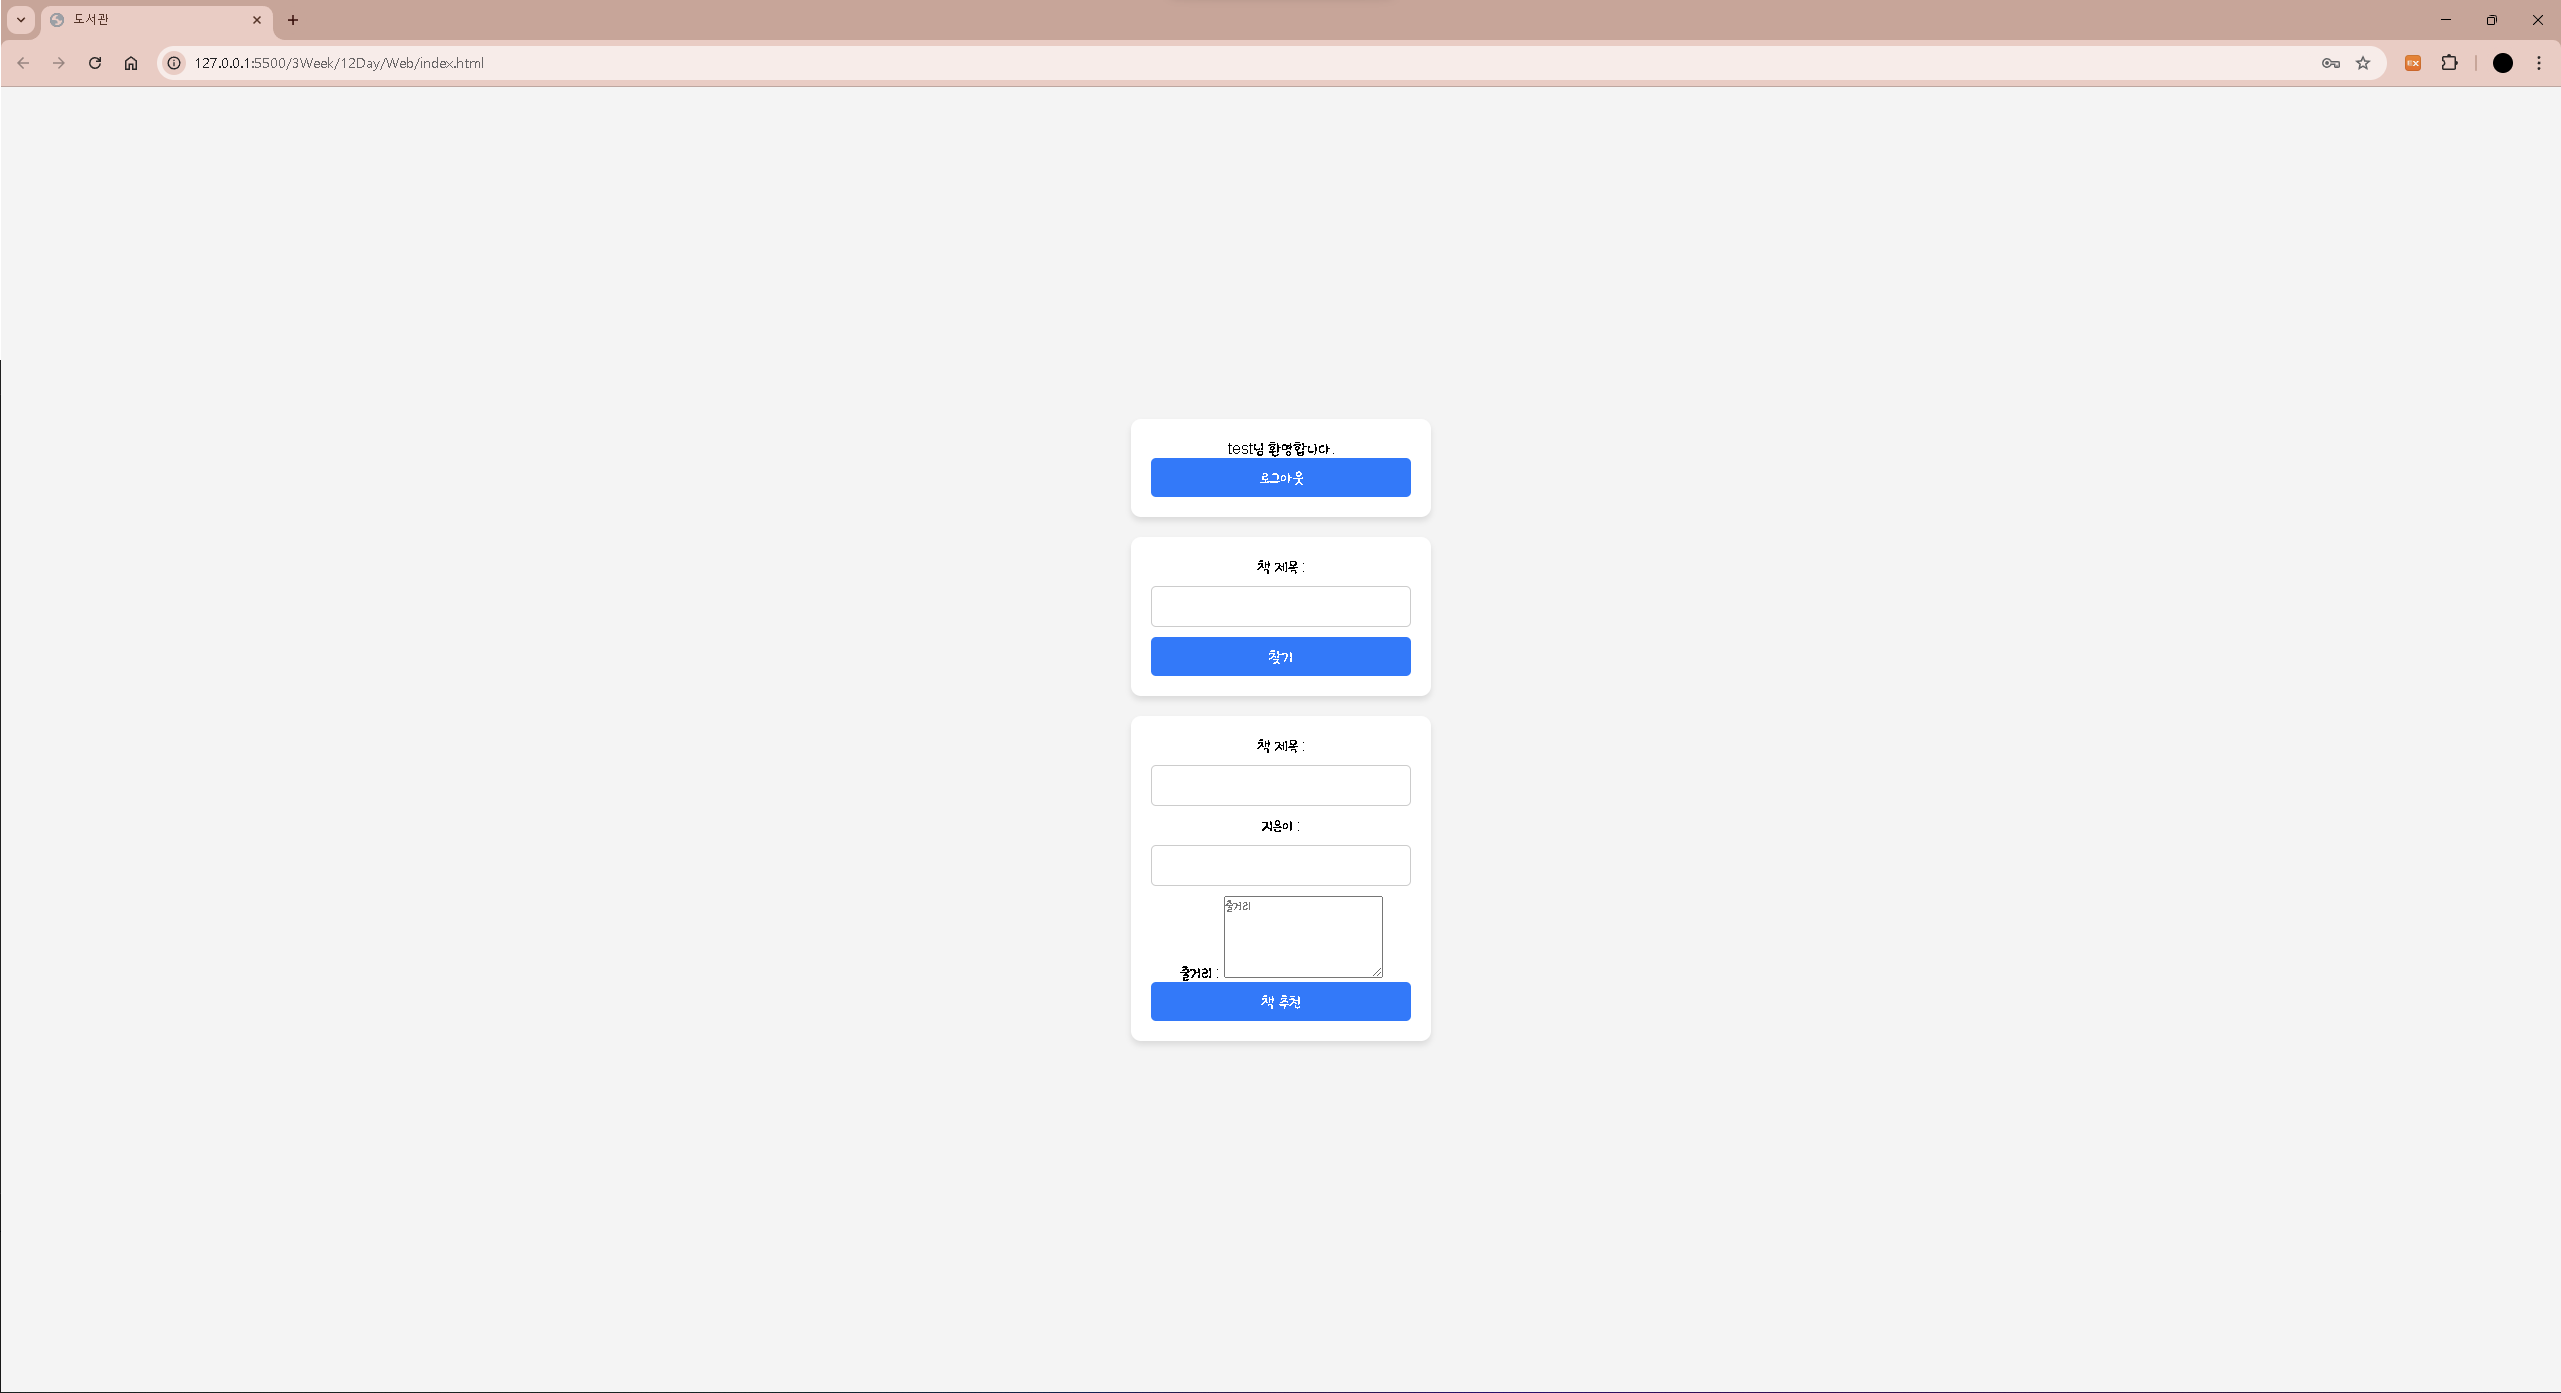 도서관
127.0.0.1:5500/3Week/12Day/Web/index.html
test님 환영합니다.
로그아웃
책 제목 :
찾기
책 제목 :
지은이 :
줄거리
줄거리 :
책 추천